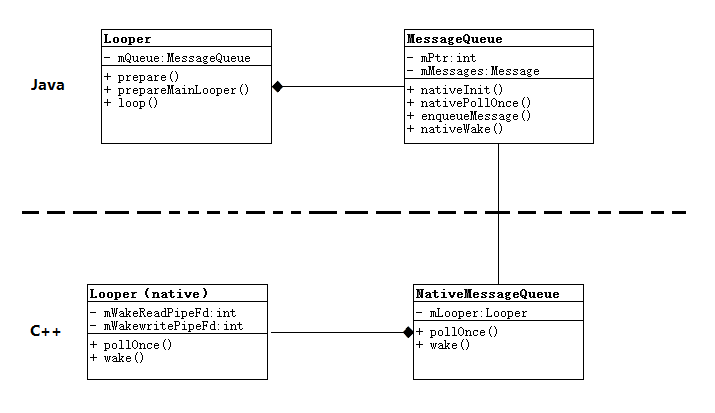 Java
Looper
- mQueue:MessageQueue
+ prepare()
+ prepareMainLooper()
+ loop()
MessageQueue
- mPtr:int
- mMessages:Message
+ nativeInit()
+ nativePollOnce()
+ enqueueMessage()
+ nativeWake()
C++
Looper (native)
- mWakeReadPipeFd:int
- mWakewritePipeFd:int
+ pollOnce()
+ wake()
NativeMessageQueue
- mLooper:Looper
+ pollOnce()
+ wake()